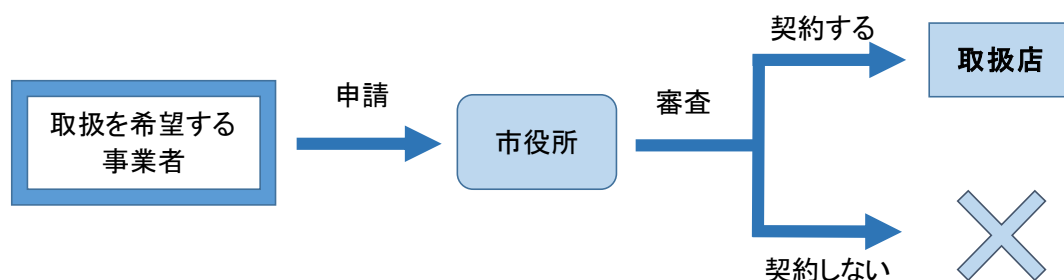 取扱を希望する
事業者
申請
市役所
審査
契約する
取扱店
契約しない